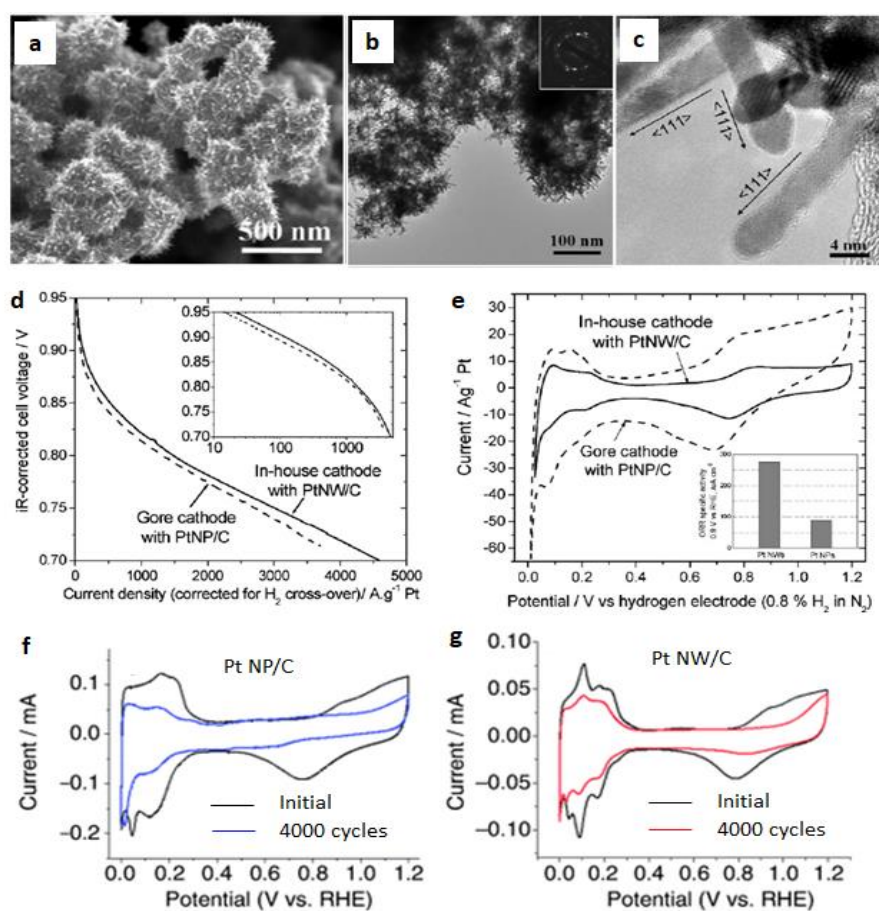 a
500 nm
b
100 nm
c
<111>
<111>
<111>
4 nm
d
iR-corrected cell voltage / V
0.95
0.90
0.85
0.80
0.75
0.70
0.95
0.90
0.85
0.80
0.75
0.70
10
100
1000
In-house cathode
with PtNW/C
Gore cathode
with PtNP/C
0
1000
2000
3000
4000
5000
Current density (corrected for H2 cross-over)/ A.g-1 Pt
e
Current / Ag-1 Pt
30
20
10
0
-10
-20
-30
-40
-50
-60
In-house cathode
with PtNW/C
Gore cathode
with PtNP/C
300
200
100
0
Pt NWs
Pt NPs
0.0
0.2
0.4
0.6
0.8
1.0
1.2
Potential / V vs hydrogen electrode (0.8 % H2 in N2)
f
Pt NP/C
Current / mA
0.1
0.0
−0.1
−0.2
Initial
4000 cycles
0.0 0.2 0.4 0.6 0.8 1.0 1.2
Potential (V vs. RHE)
g
Pt NW/C
Current / mA
0.10
0.05
0.00
−0.05
−0.10
Initial
4000 cycles
0.0 0.2 0.4 0.6 0.8 1.0 1.2
Potential (V vs. RHE)